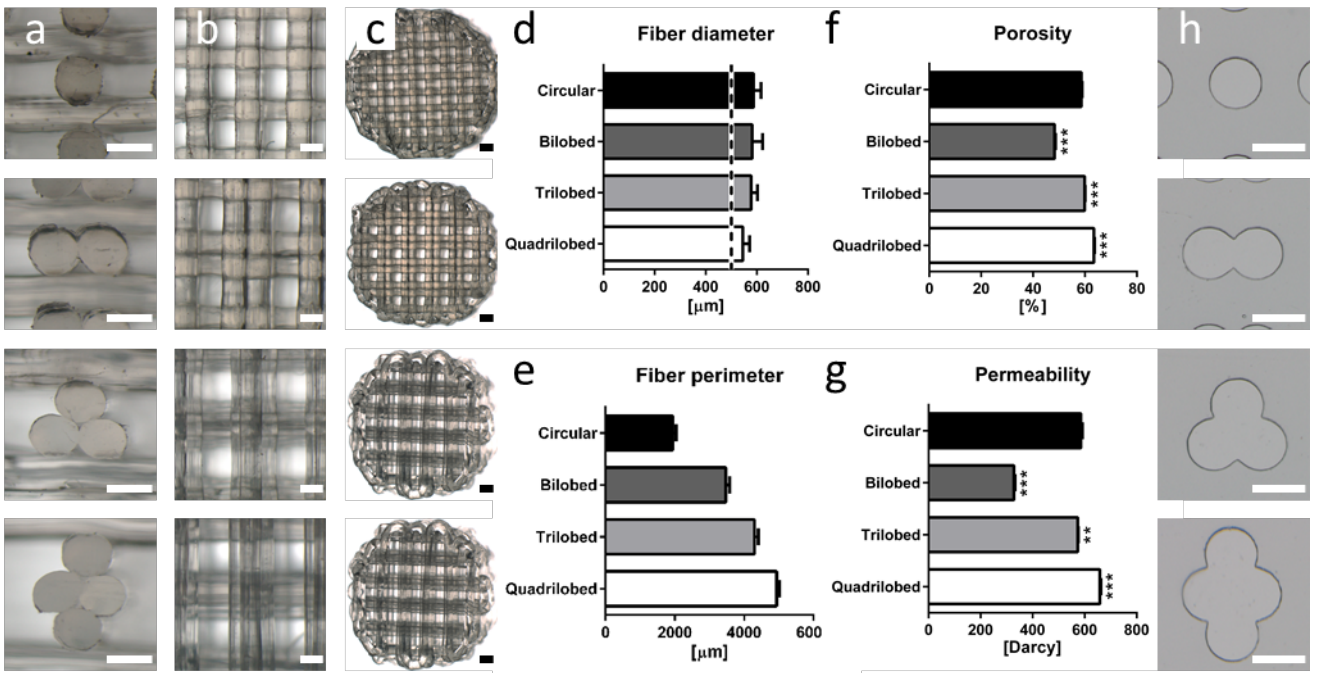 a
b
c
d
Fiber diameter
Circular
Bilobed
Trilobed
Quadrilobed
0 200 400 600 800
[µm]
f
Porosity
Circular
Bilobed
***
Trilobed
***
Quadrilobed
***
0 20 40 60 80
[%]
h
e
Fiber perimeter
Circular
Bilobed
Trilobed
Quadrilobed
0 2000 4000 600
[µm]
g
Permeability
Circular
Bilobed
***
Trilobed
**
Quadrilobed
***
0 200 400 600 800
[Darcy]